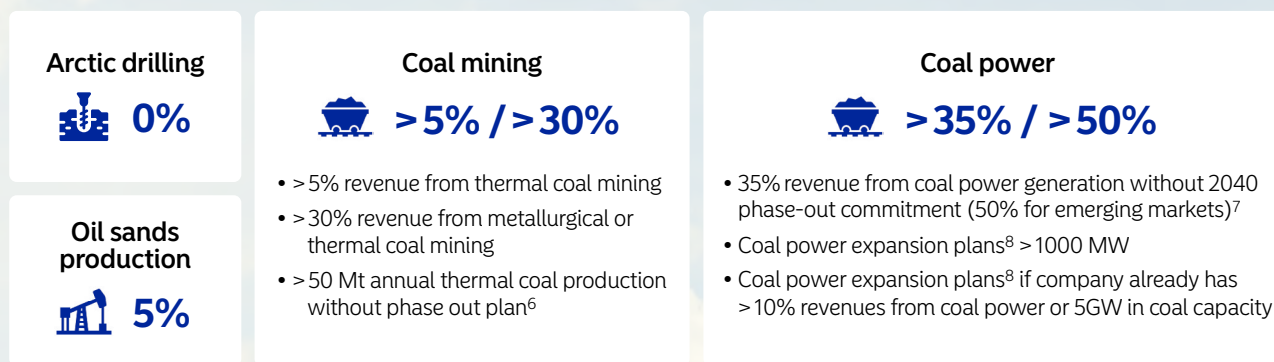 Arctic drilling
0%
Oil sands
production
5%
Coal mining
>5% / >30%
• >5% revenue from thermal coal mining
• >30% revenue from metallurgical or
thermal coal mining
• >50 Mt annual thermal coal production
without phase out plan⁶
Coal power
>35% / >50%
• 35% revenue from coal power generation without 2040
phase-out commitment (50% for emerging markets)⁷
• Coal power expansion plans⁸ >1000 MW
• Coal power expansion plans⁸ if company already has
>10% revenues from coal power or 5GW in coal capacity